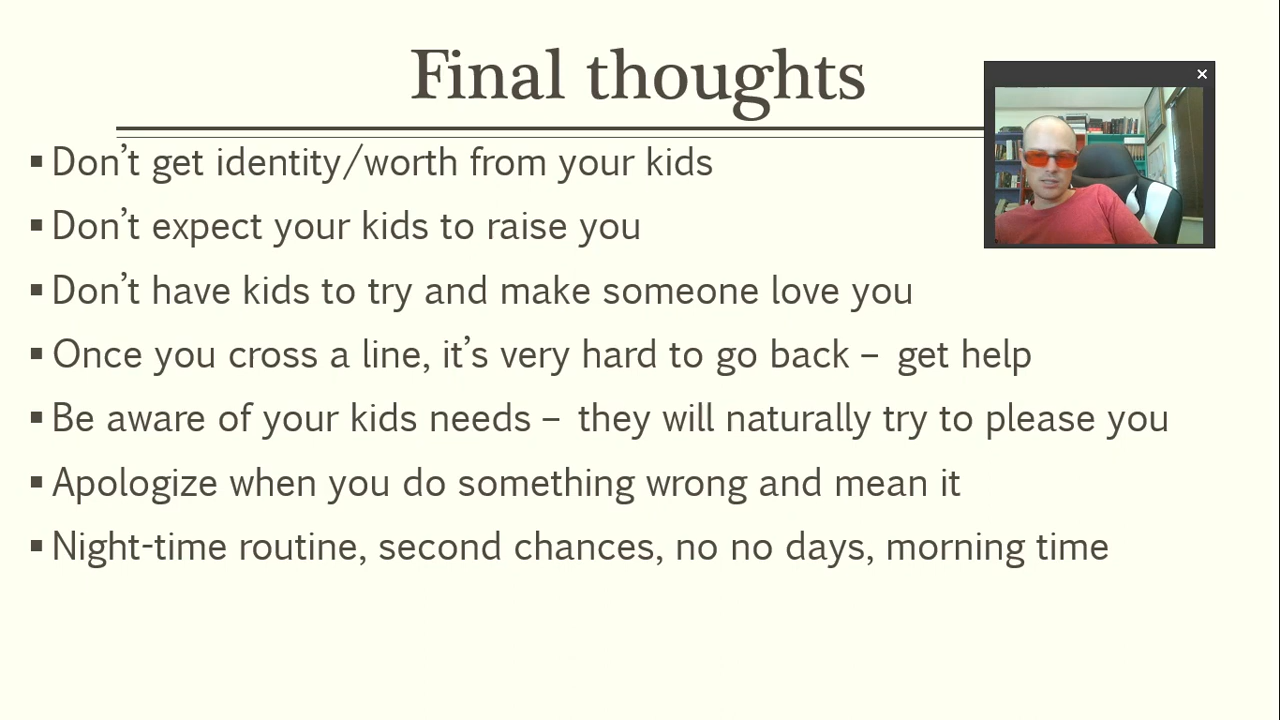 Final thoughts
Don’t get identity/worth from your kids
Don’t expect your kids to raise you
Don’t have kids to try and make someone love you
Once you cross a line, it’s very hard to go back – get help
Be aware of your kids needs – they will naturally try to please you
Apologize when you do something wrong and mean it
Night-time routine, second chances, no no days, morning time